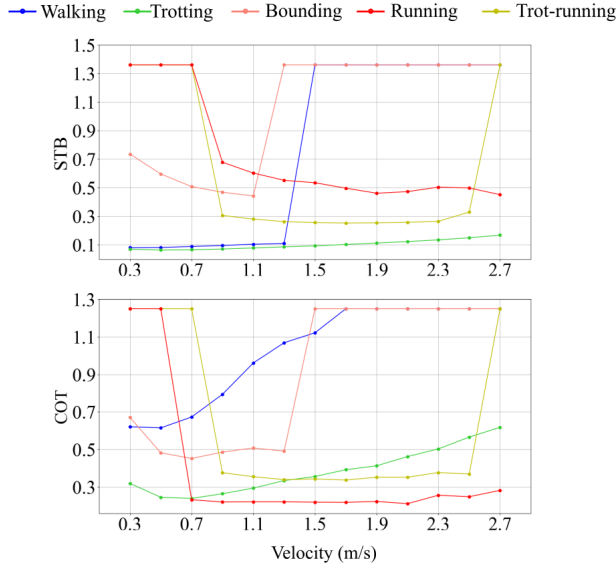 Walking Trotting Bounding Running Trot-running
1.5
1.3
1.1
0.9
0.7
0.5
0.3
0.1
STB
0.3 0.7 1.1 1.5 1.9 2.3 2.7
1.3
1.1
0.9
0.7
0.5
0.3
COT
0.3 0.7 1.1 1.5 1.9 2.3 2.7
Velocity (m/s)